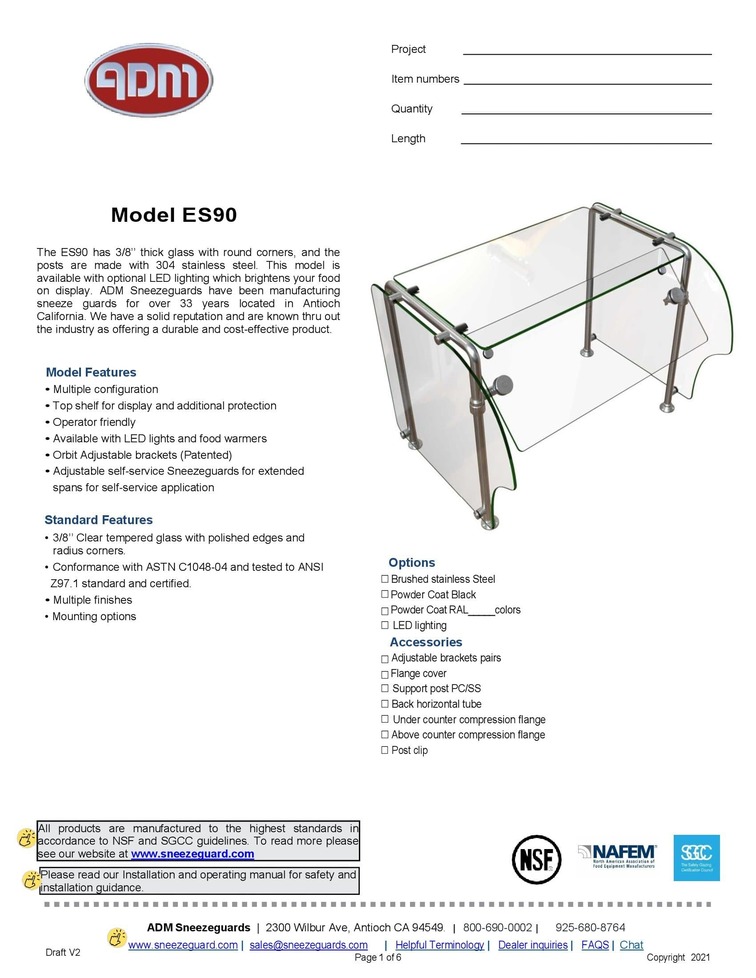 ADM
Project
Item numbers
Quantity
Length
Model ES90
The ES90 has 3/8’’ thick glass with round corners, and the
posts are made with 304 stainless steel. This model is
available with optional LED lighting which brightens your food
on display. ADM Sneezeguards have been manufacturing
sneeze guards for over 33 years located in Antioch
California. We have a solid reputation and are known thru out
the industry as offering a durable and cost-effective product.
Model Features
• Multiple configuration
• Top shelf for display and additional protection
• Operator friendly
• Available with LED lights and food warmers
• Orbit Adjustable brackets (Patented)
• Adjustable self-service Sneezeguards for extended
spans for self-service application
Standard Features
• 3/8’’ Clear tempered glass with polished edges and
radius corners.
• Conformance with ASTN C1048-04 and tested to ANSI
Z97.1 standard and certified.
• Multiple finishes
• Mounting options
Options
☐ Brushed stainless Steel
☐ Powder Coat Black
☐ Powder Coat RAL_____colors
☐ LED lighting
Accessories
☐ Adjustable brackets pairs
☐ Flange cover
☐ Support post PC/SS
☐ Back horizontal tube
☐ Under counter compression flange
☐ Above counter compression flange
☐ Post clip
All products are manufactured to the highest standards in
accordance to NSF and SGCC guidelines. To read more please
see our website at www.sneezeguard.com
Please read our Installation and operating manual for safety and
installation guidance.
NSF
NAFEM
North American Association of
Food Equipment Manufacturers
SGCC
The Safety Glazing
Certification Council
ADM Sneezeguards | 2300 Wilbur Ave, Antioch CA 94549. | 800-690-0002 | 925-680-8764
www.sneezeguard.com | sales@sneezeguards.com | Helpful Terminology | Dealer inquiries | FAQS | Chat
Draft V2
Page 1 of 6
Copyright 2021